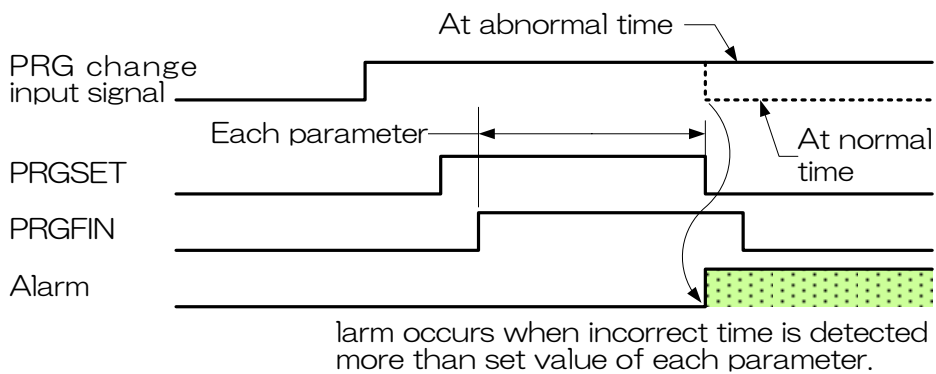 At abnormal time
PRG change
input signal
Each parameter
At normal
time
PRGSET
PRGFIN
Alarm
larm occurs when incorrect time is detected
more than set value of each parameter.